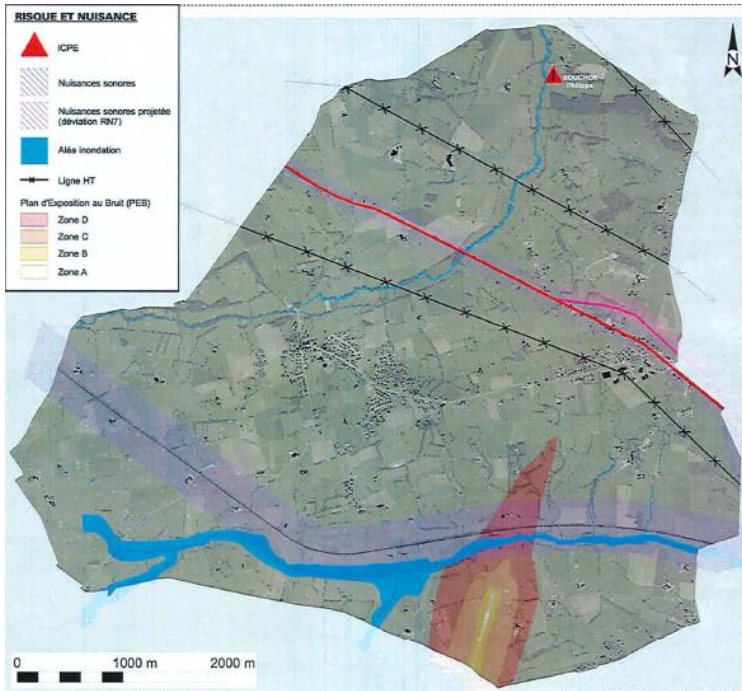 RISQUE ET NUISANCE
ICPE
Nuisances sonores
Nuisances sonores projetée
(déviation RN7)
Aléa inondation
Ligne HT
Plan d'Exposition au Bruit (PEB)
Zone D
Zone C
Zone B
Zone A
BOUCHER
Philippe
N
0 1000 m 2000 m